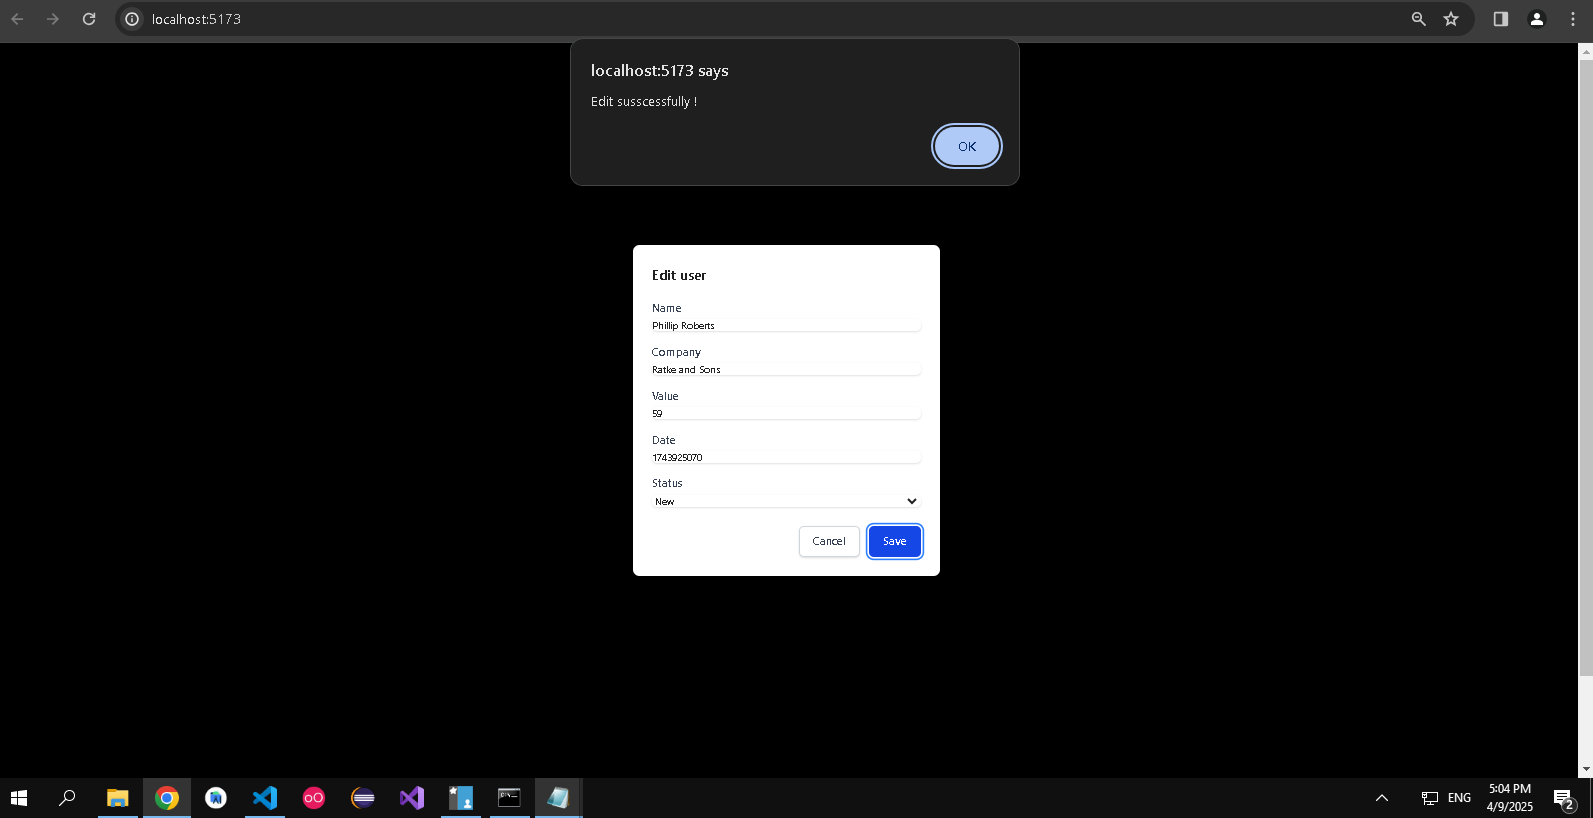 localhost:5173
localhost:5173 says
Edit susscessfully !
OK
Edit user
Name
Phillip Roberts
Company
Ratke and Sons
Value
59
Date
1743925070
Status
New
Cancel
Save
ENG
5:04 PM
4/9/2025
2